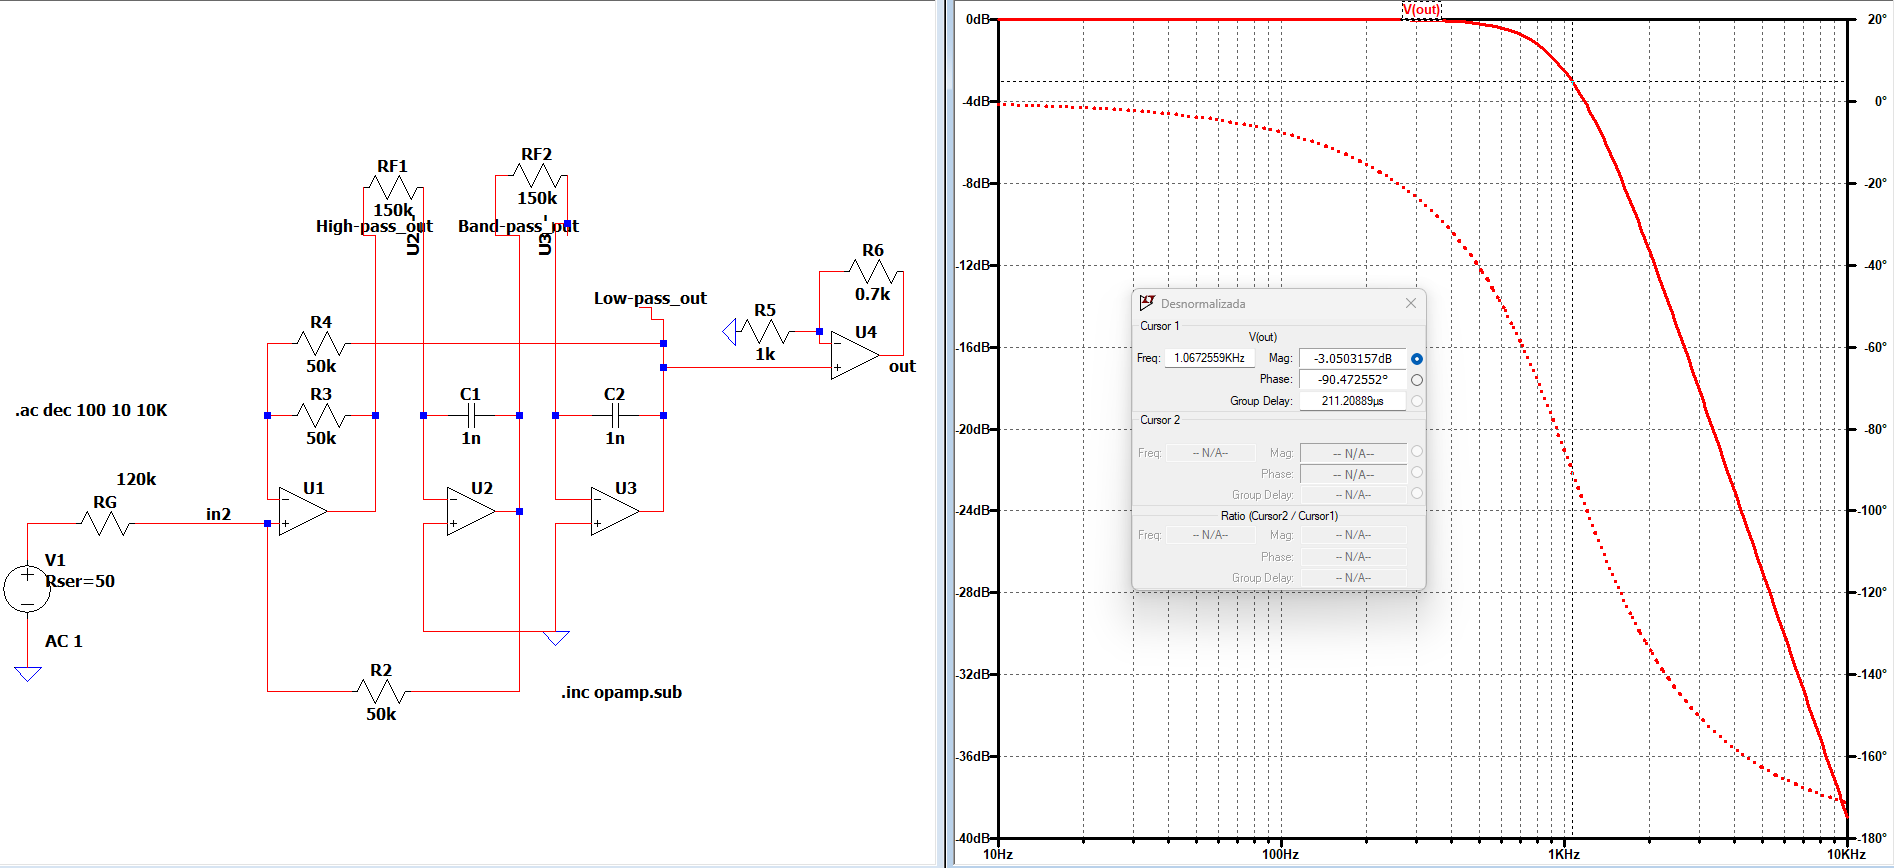 RF1
150k
High-pass_out
U2_-
RF2
150k
Band-pass_out
U3_-
R6
0.7k
Low-pass_out
R5
1k
U4
out
R4
50k
R3
50k
C1
1n
C2
1n
.ac dec 100 10 10K
120k
RG
in2
U1
U2
U3
V1
Rser=50
AC 1
R2
50k
.inc opamp.sub
V(out)
0dB
-4dB
-8dB
-12dB
-16dB
-20dB
-24dB
-28dB
-32dB
-36dB
-40dB
20°
0°
-20°
-40°
-60°
-80°
-100°
-120°
-140°
-160°
-180°
10Hz
100Hz
1KHz
10KHz
Desnormalizada
Cursor 1
V(out)
Freq: 1.0672559KHz Mag: -3.0503157dB
Phase: -90.472552°
Group Delay: 211.20889µs
Cursor 2
Freq: -- N/A-- Mag: -- N/A--
Phase: -- N/A--
Group Delay: -- N/A--
Ratio (Cursor2 / Cursor1)
Freq: -- N/A-- Mag: -- N/A--
Phase: -- N/A--
Group Delay: -- N/A--